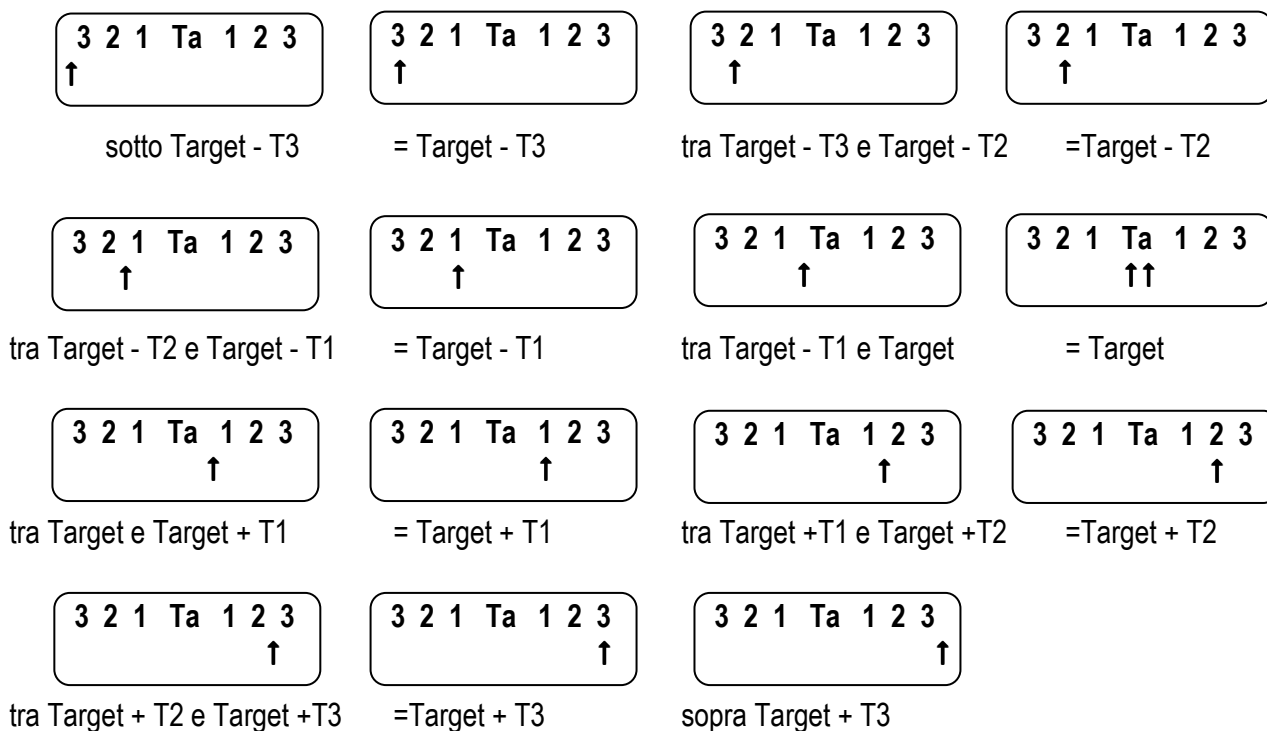 3 2 1 Ta 1 2 3
3 2 1 Ta 1 2 3
3 2 1 Ta 1 2 3
3 2 1 Ta 1 2 3
↑
↑
↑
↑
sotto Target - T3
= Target - T3
tra Target - T3 e Target - T2
=Target - T2
3 2 1 Ta 1 2 3
3 2 1 Ta 1 2 3
3 2 1 Ta 1 2 3
3 2 1 Ta 1 2 3
↑
↑
↑
↑↑
tra Target - T2 e Target - T1
= Target - T1
tra Target - T1 e Target
= Target
3 2 1 Ta 1 2 3
3 2 1 Ta 1 2 3
3 2 1 Ta 1 2 3
3 2 1 Ta 1 2 3
↑
↑
↑
↑
tra Target e Target + T1
= Target + T1
tra Target +T1 e Target +T2
=Target + T2
3 2 1 Ta 1 2 3
3 2 1 Ta 1 2 3
3 2 1 Ta 1 2 3
↑
↑
↑
tra Target + T2 e Target +T3
=Target + T3
sopra Target + T3